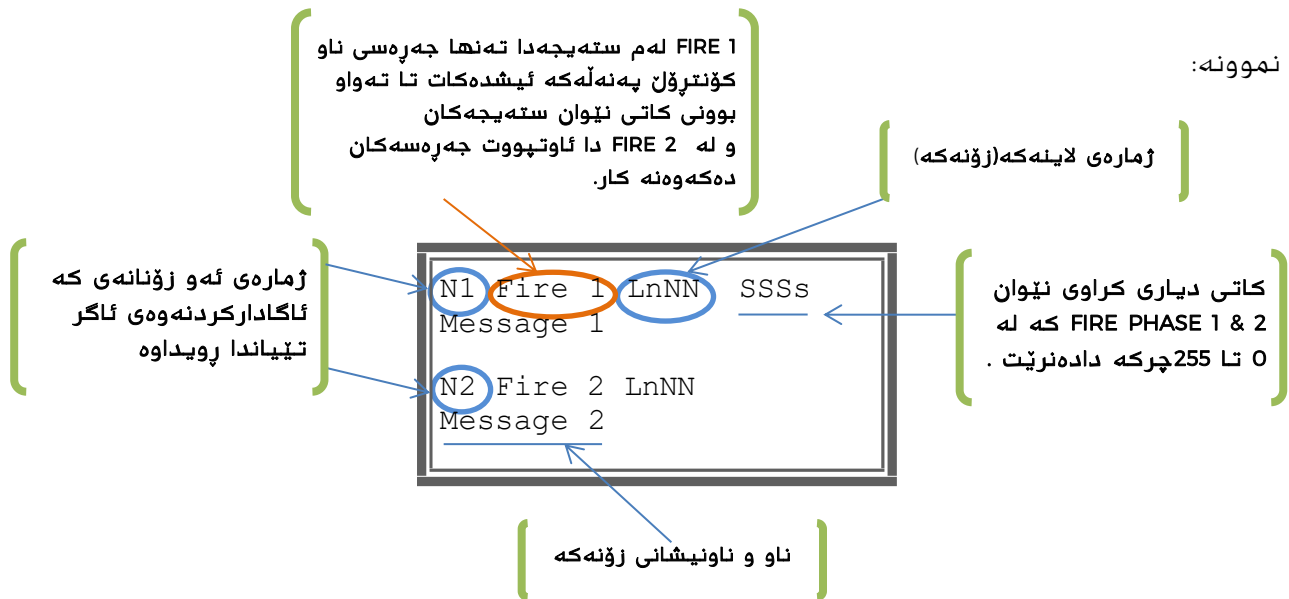 نموونە:
FIRE 1 لەم ستەیجەدا تەنها جەڕەسی ناو
کۆنترۆڵ پەنەڵەکە ئیشدەکات تا تەواو
بوونی کاتی نێوان ستەیجەکان
و لە FIRE 2 دا ئاوتپووت جەڕەسەکان
دەکەوەنە کار.
ژمارەی لاینەکە(زۆنەکە)
ژمارەی ئەو زۆنانەی کە
ئاگادارکردنەوەی ئاگر
تێیاندا ڕویداوە
N1 Fire 1 LnNN SSSs
Message 1
N2 Fire 2 LnNN
Message 2
کاتی دیاری کراوی نێوان
FIRE PHASE 1 & 2 کە لە
0 تا 255چرکە دادەنرێت .
ناو و ناونیشانی زۆنەکە